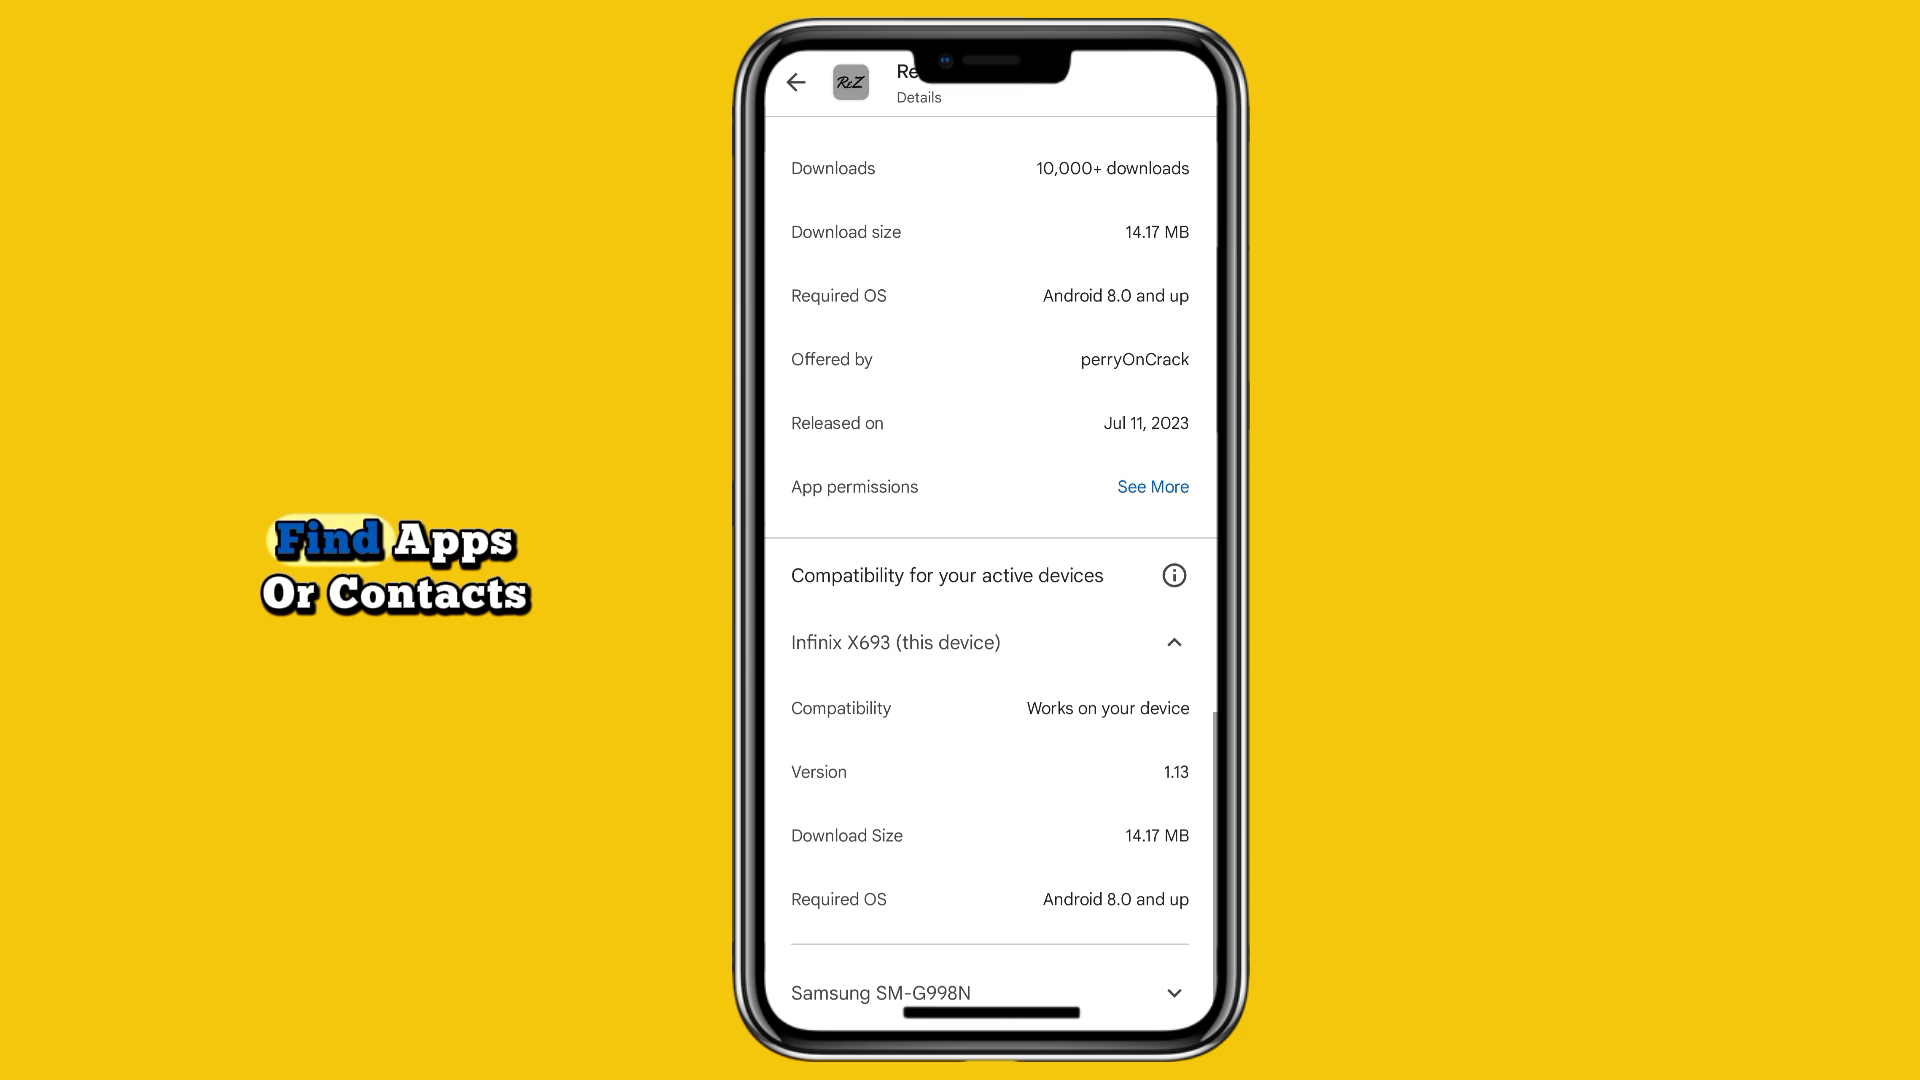 ReZ
Re
Details
Downloads 10,000+ downloads
Download size 14.17 MB
Required OS Android 8.0 and up
Offered by perryOnCrack
Released on Jul 11, 2023
App permissions See More
Compatibility for your active devices
Infinix X693 (this device)
Compatibility Works on your device
Version 1.13
Download Size 14.17 MB
Required OS Android 8.0 and up
Samsung SM-G998N
Find Apps
Or Contacts